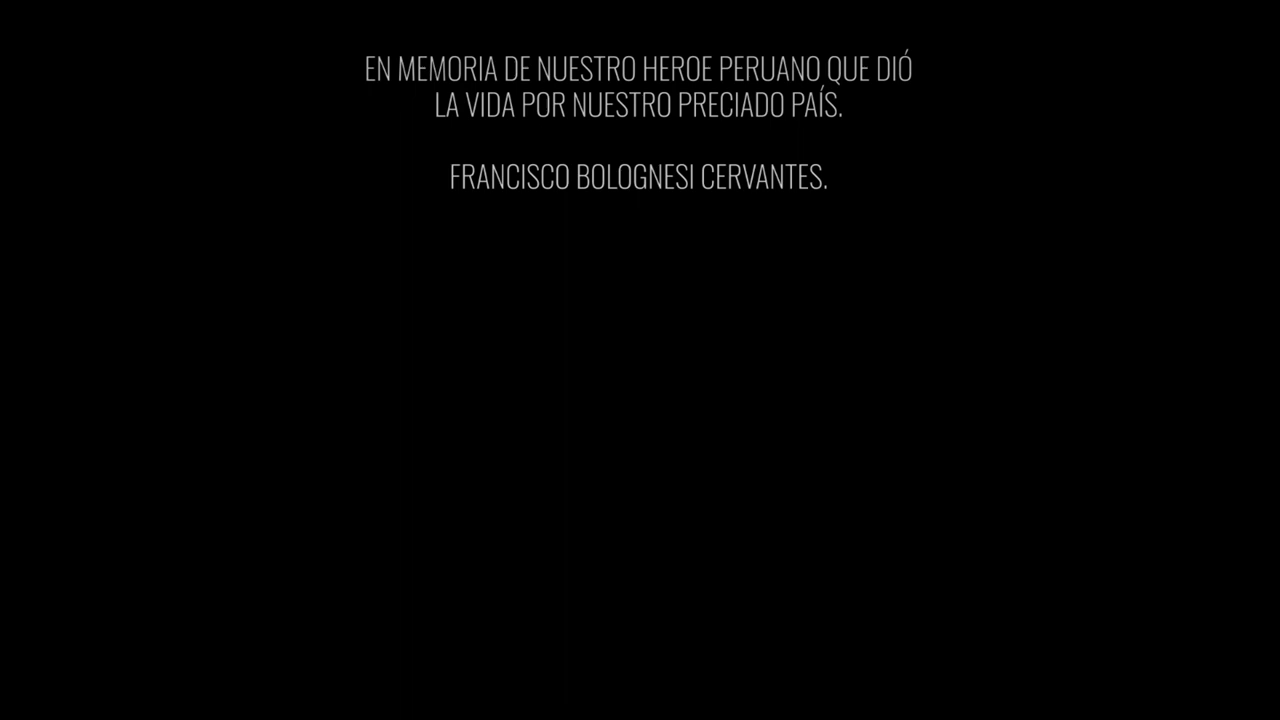 EN MEMORIA DE NUESTRO HEROE PERUANO QUE DIÓ
LA VIDA POR NUESTRO PRECIADO PAÍS.
FRANCISCO BOLOGNESI CERVANTES.